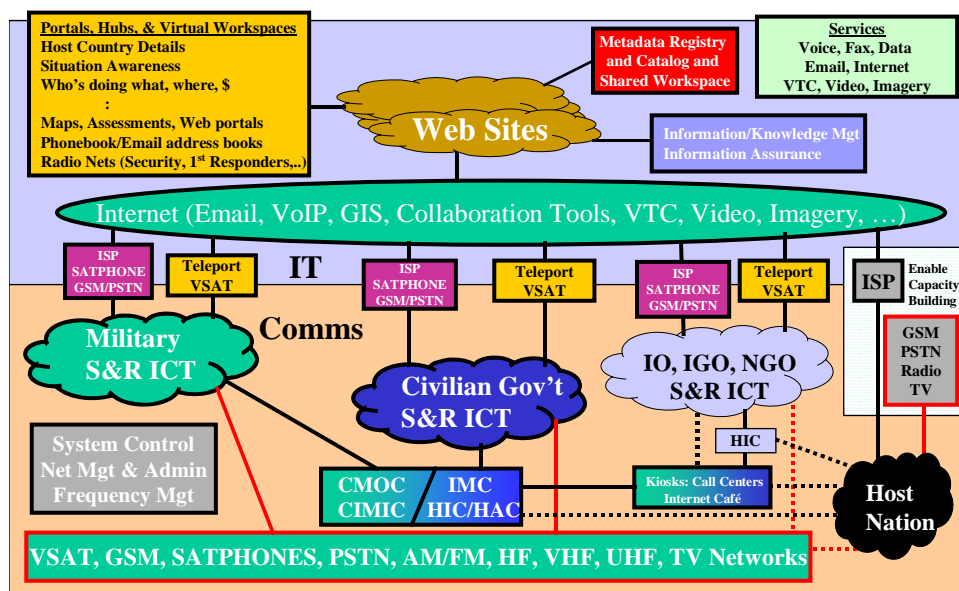 Portals, Hubs, & Virtual Workspaces
Host Country Details
Situation Awareness
Who's doing what, where, $
:
Maps, Assessments, Web portals
Phonebook/Email address books
Radio Nets (Security, 1st Responders,..)
Metadata Registry
and Catalog and
Shared Workspace
Services
Voice, Fax, Data
Email, Internet
VTC, Video, Imagery
Web Sites
Information/Knowledge Mgt
Information Assurance
Internet (Email, VoIP, GIS, Collaboration Tools, VTC, Video, Imagery, …)
ISP
SATPHONE
GSM/PSTN
Teleport
VSAT
IT
ISP
SATPHONE
GSM/PSTN
Teleport
VSAT
ISP
SATPHONE
GSM/PSTN
Teleport
VSAT
ISP
Enable
Capacity
Building
Comms
Military
S&R ICT
Civilian Gov't
S&R ICT
IO, IGO, NGO
S&R ICT
GSM
PSTN
Radio
TV
System Control
Net Mgt & Admin
Frequency Mgt
HIC
CMOC
CIMIC
IMC
HIC/HAC
Kiosks: Call Centers
Internet Café
Host
Nation
VSAT, GSM, SATPHONES, PSTN, AM/FM, HF, VHF, UHF, TV Networks